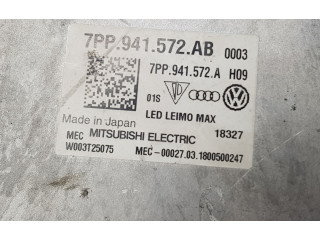 7PP.941.572.AB 0003
7PP.941.572.A H09
01S
LED LEIMO MAX
Made in Japan 18327
MEC MITSUBISHI ELECTRIC
W003T25075 MEC-00027.03.1800500247